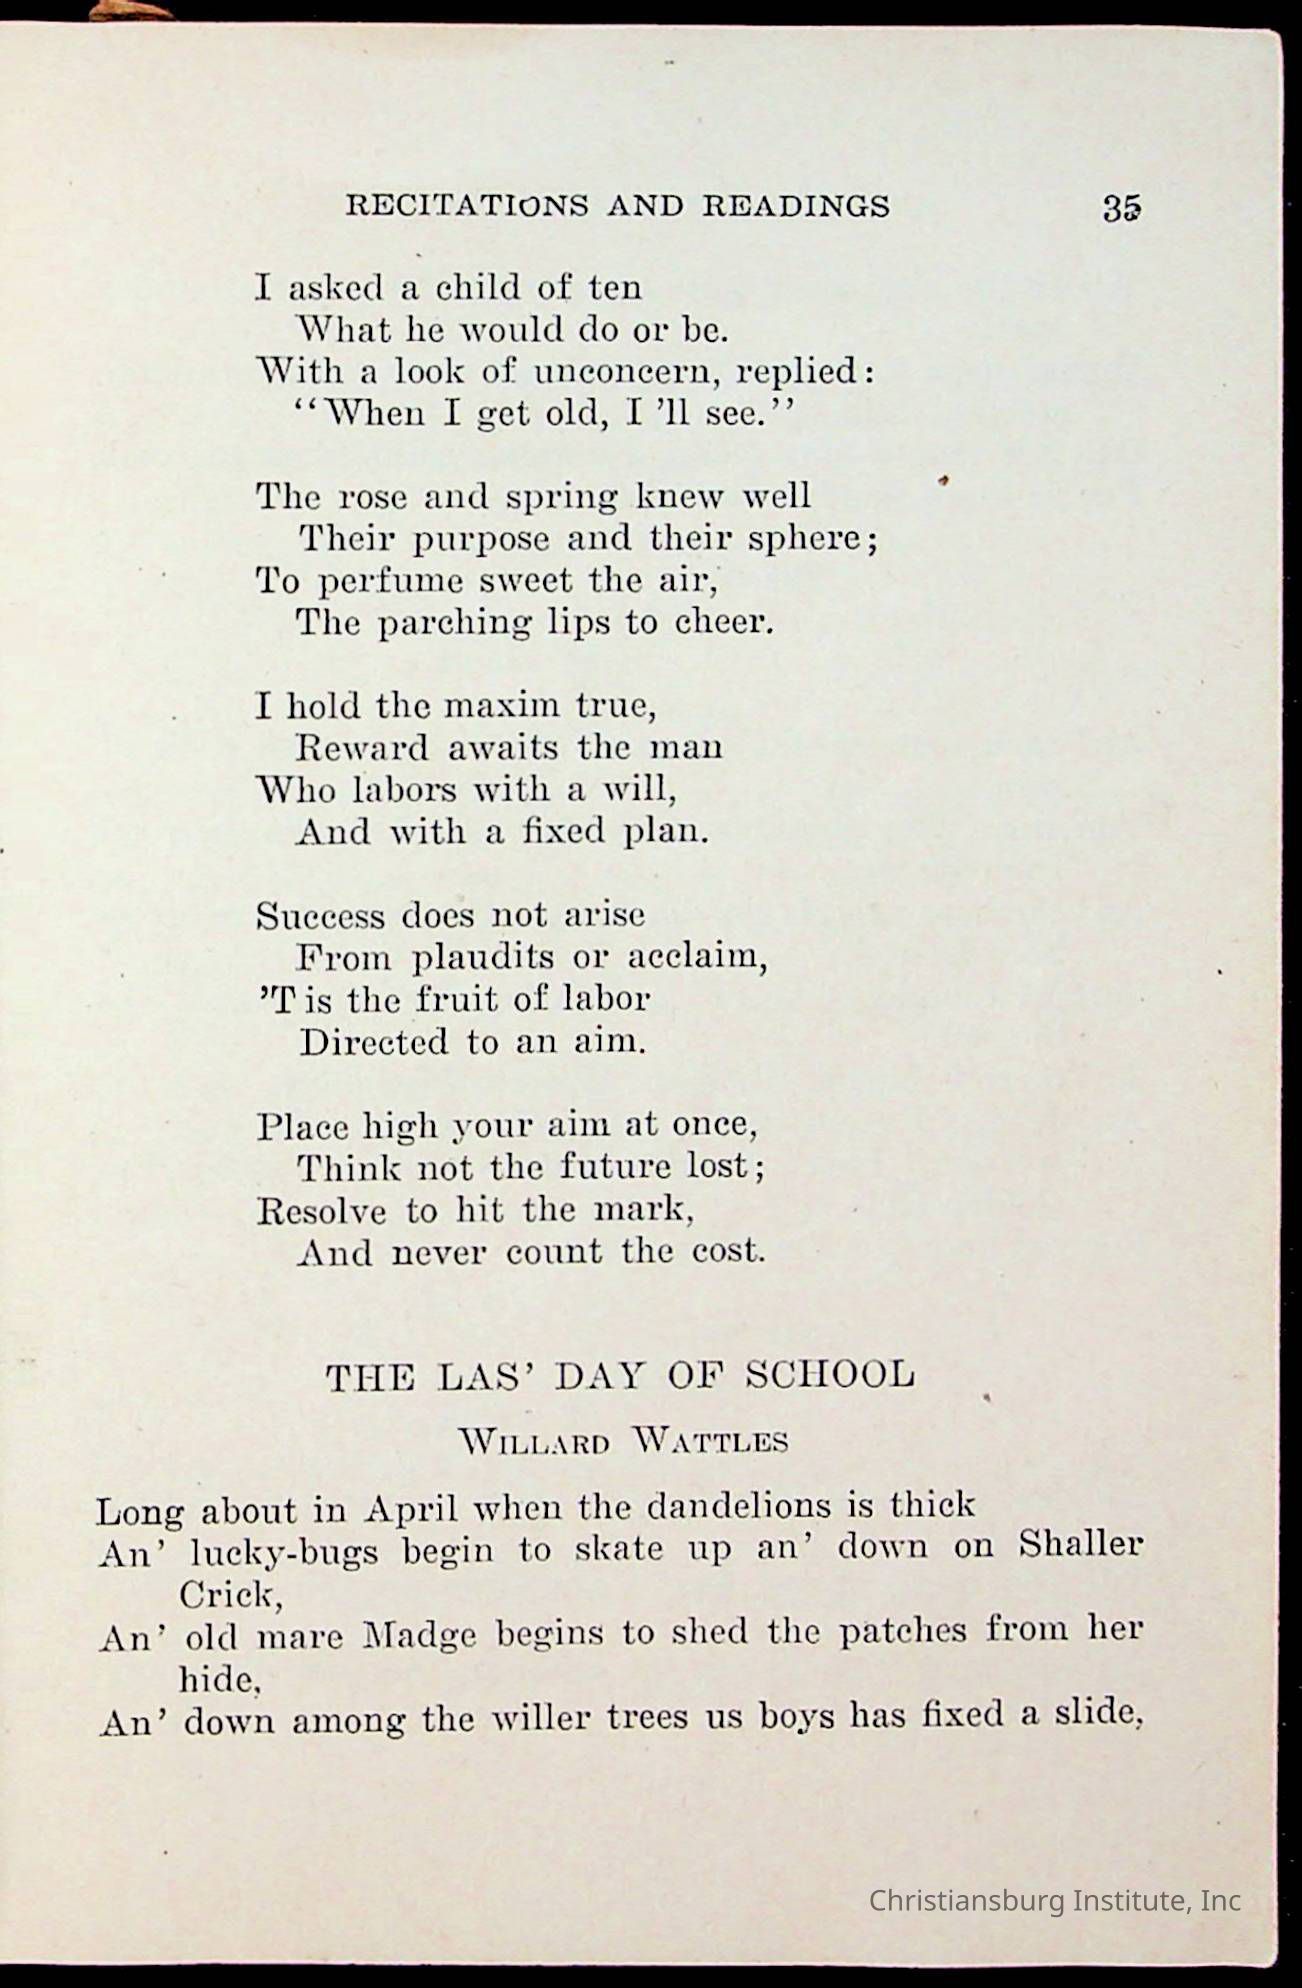 RECITATIONS AND READINGS 35
I asked a child of ten
What he would do or be.
With a look of unconcern, replied:
“When I get old, I ’ll see.”
The rose and spring knew well
Their purpose and their sphere;
To perfume sweet the air,
The parching lips to cheer.
I hold the maxim true,
Reward awaits the man
Who labors with a will,
And with a fixed plan.
Success does not arise
From plaudits or acclaim,
’T is the fruit of labor
Directed to an aim.
Place high your aim at once,
Think not the future lost;
Resolve to hit the mark,
And never count the cost.
THE LAS’ DAY OF SCHOOL
WILLARD WATTLES
Long about in April when the dandelions is thick
An’ lucky-bugs begin to skate up an’ down on Shaller
Crick,
An’ old mare Madge begins to shed the patches from her
hide,
An’ down among the willer trees us boys has fixed a slide,
Christiansburg Institute, Inc